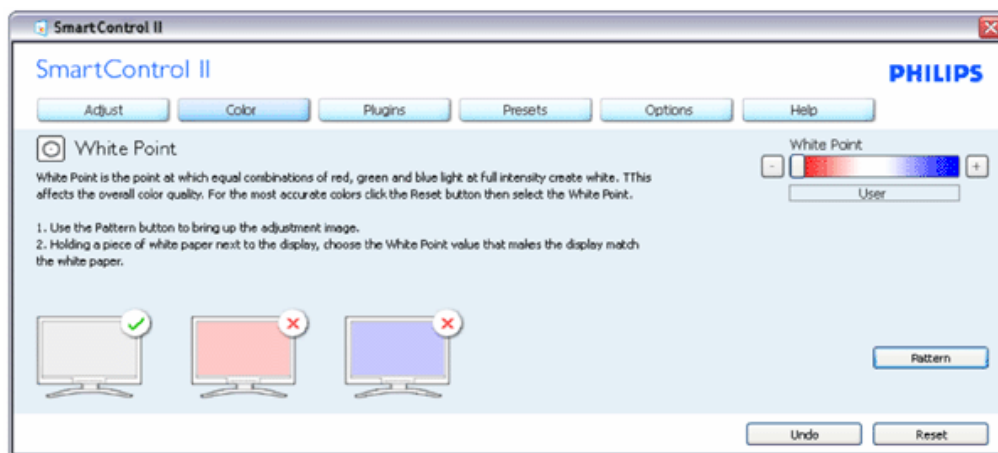 SmartControl II
SmartControl II
PHILIPS
Adjust Color Plugins Presets Options Help
White Point
White Point is the point at which equal combinations of red, green and blue light at full intensity create white. TThis
affects the overall color quality. For the most accurate colors click the Reset button then select the White Point.
1. Use the Pattern button to bring up the adjustment image.
2. Holding a piece of white paper next to the display, choose the White Point value that makes the display match
the white paper.
White Point
- +
User
Pattern
Undo Reset